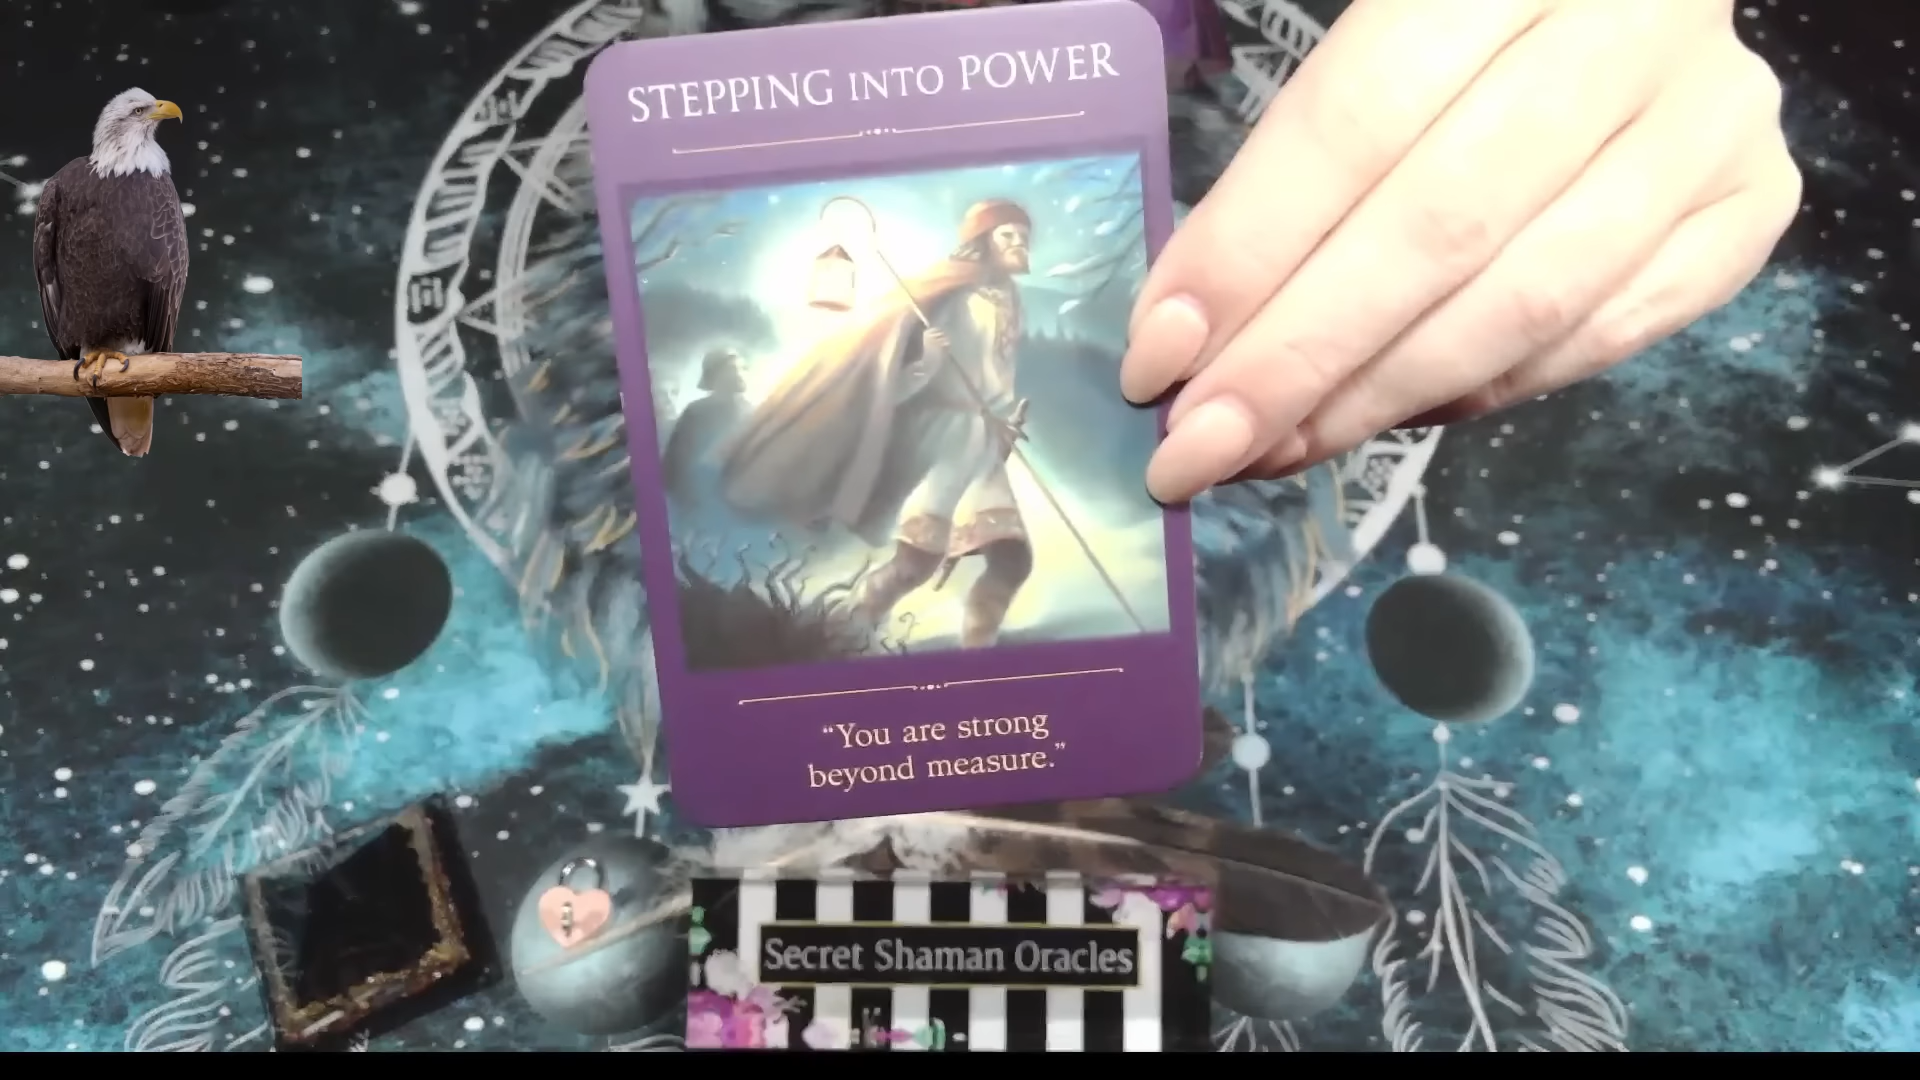 STEPPING INTO POWER
“You are strong
beyond measure.”
Secret Shaman Oracles